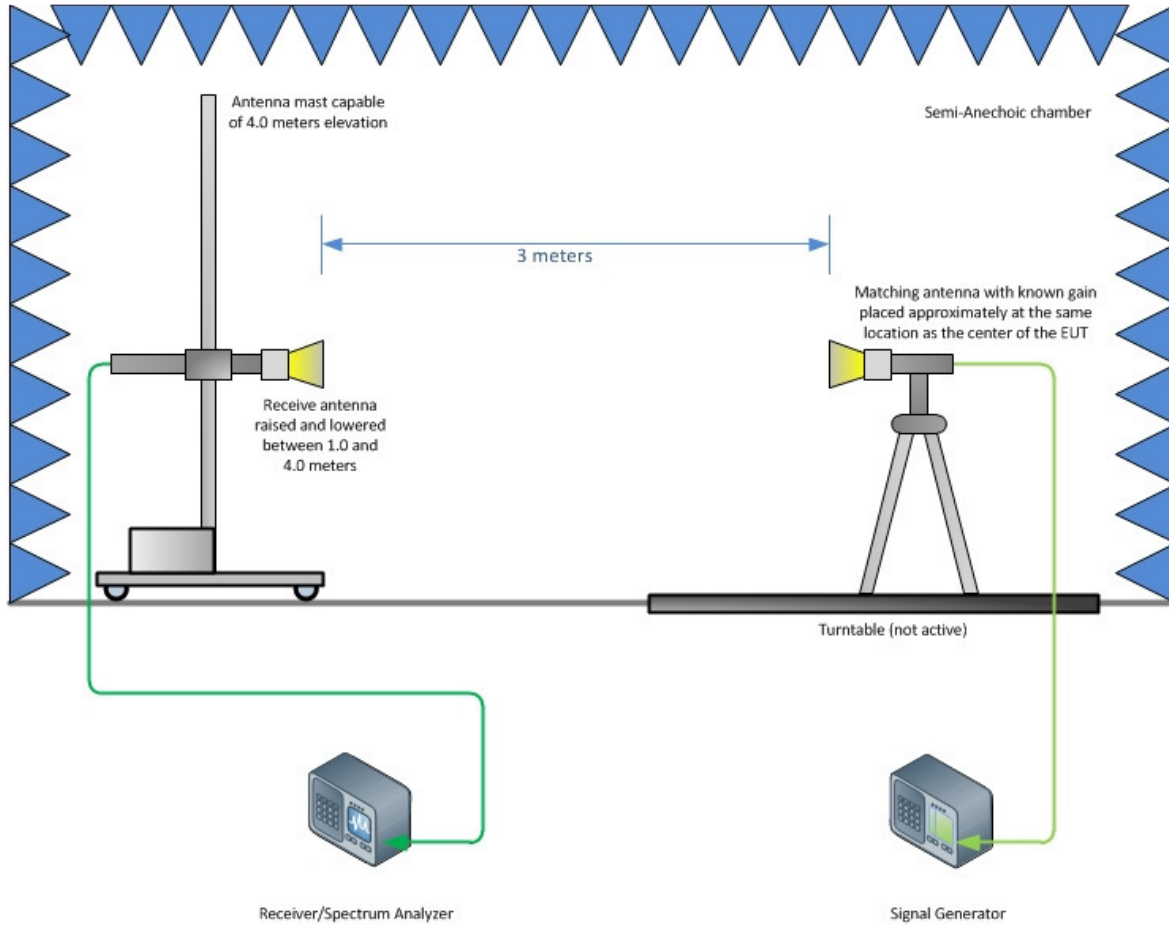 Antenna mast capable
of 4.0 meters elevation
Semi-Anechoic chamber
3 meters
Matching antenna with known gain
placed approximately at the same
location as the center of the EUT
Receive antenna
raised and lowered
between 1.0 and
4.0 meters
Turntable (not active)
Receiver/Spectrum Analyzer
Signal Generator